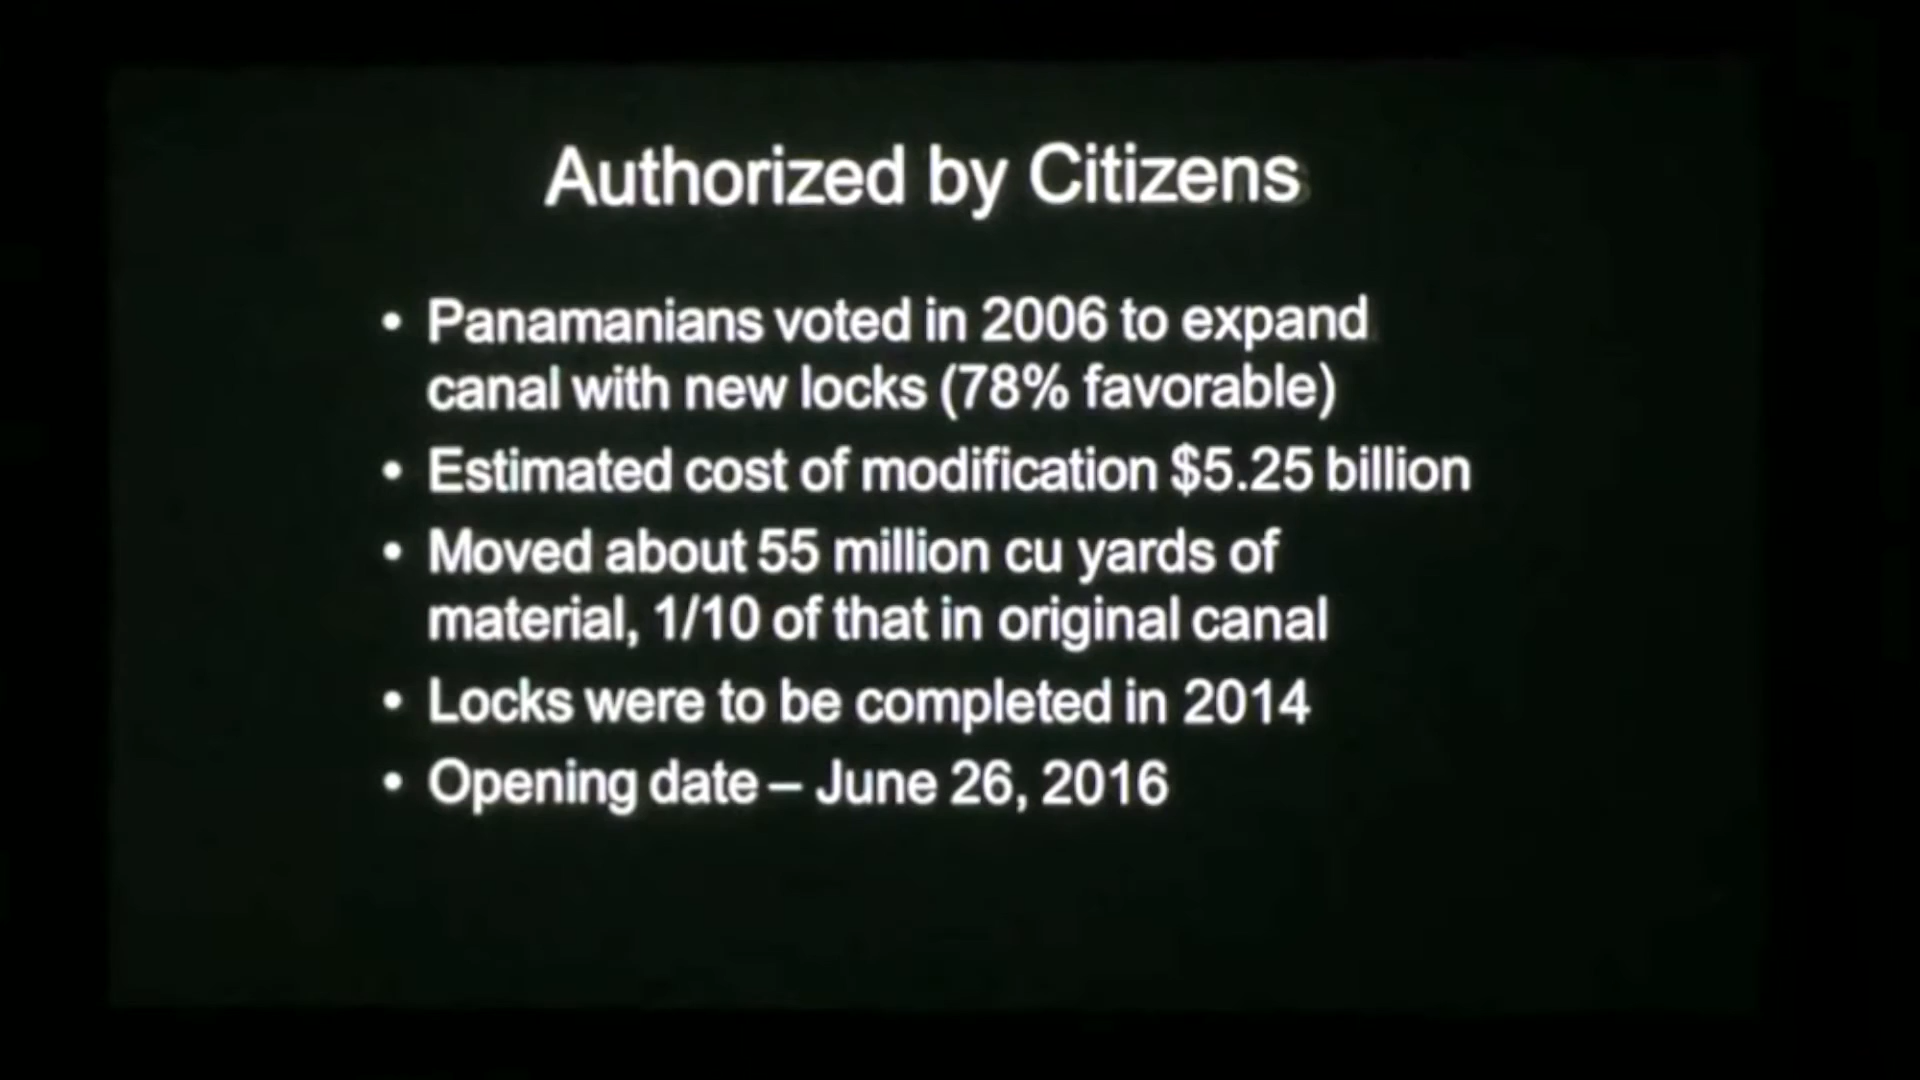 Authorized by Citizens
• Panamanians voted in 2006 to expand
canal with new locks (78% favorable)
• Estimated cost of modification $5.25 billion
• Moved about 55 million cu yards of
material, 1/10 of that in original canal
• Locks were to be completed in 2014
• Opening date – June 26, 2016